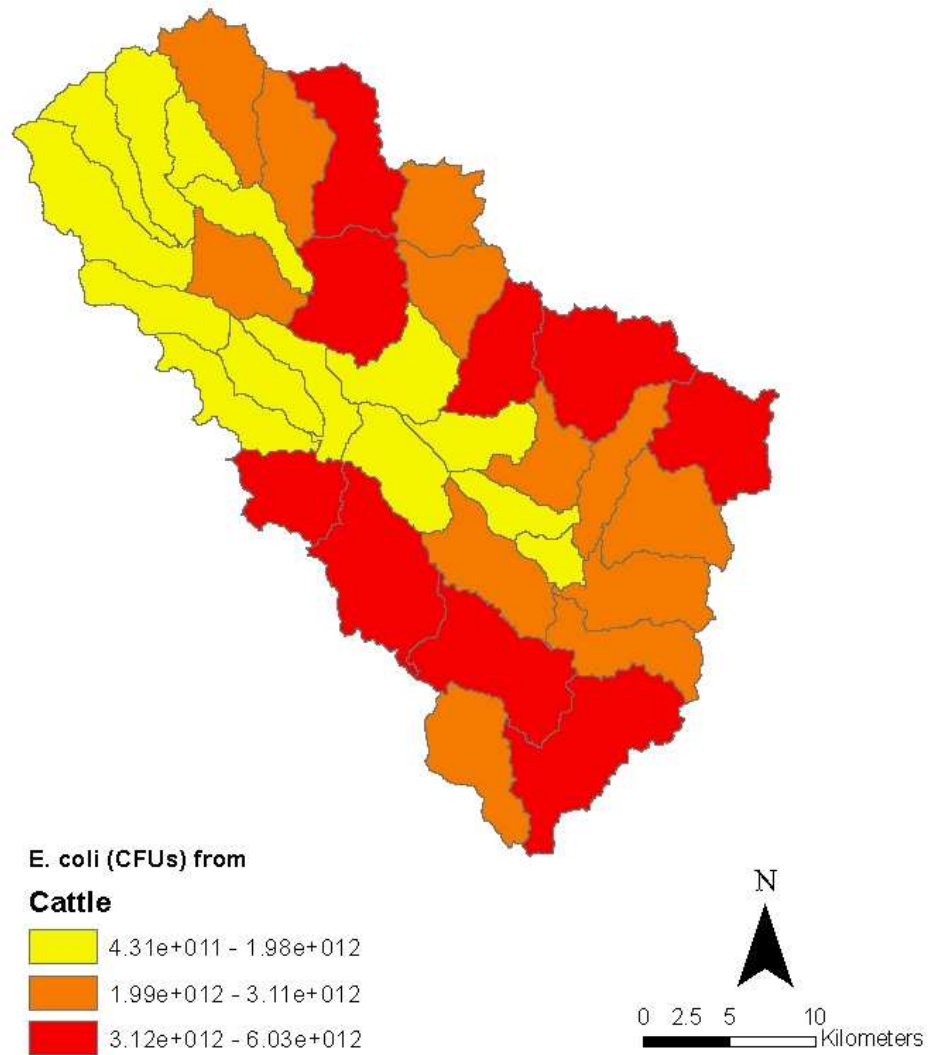 E. coli (CFUs) from
Cattle
4.31e+011 - 1.98e+012
1.99e+012 - 3.11e+012
3.12e+012 - 6.03e+012
N
0 2.5 5 10
Kilometers